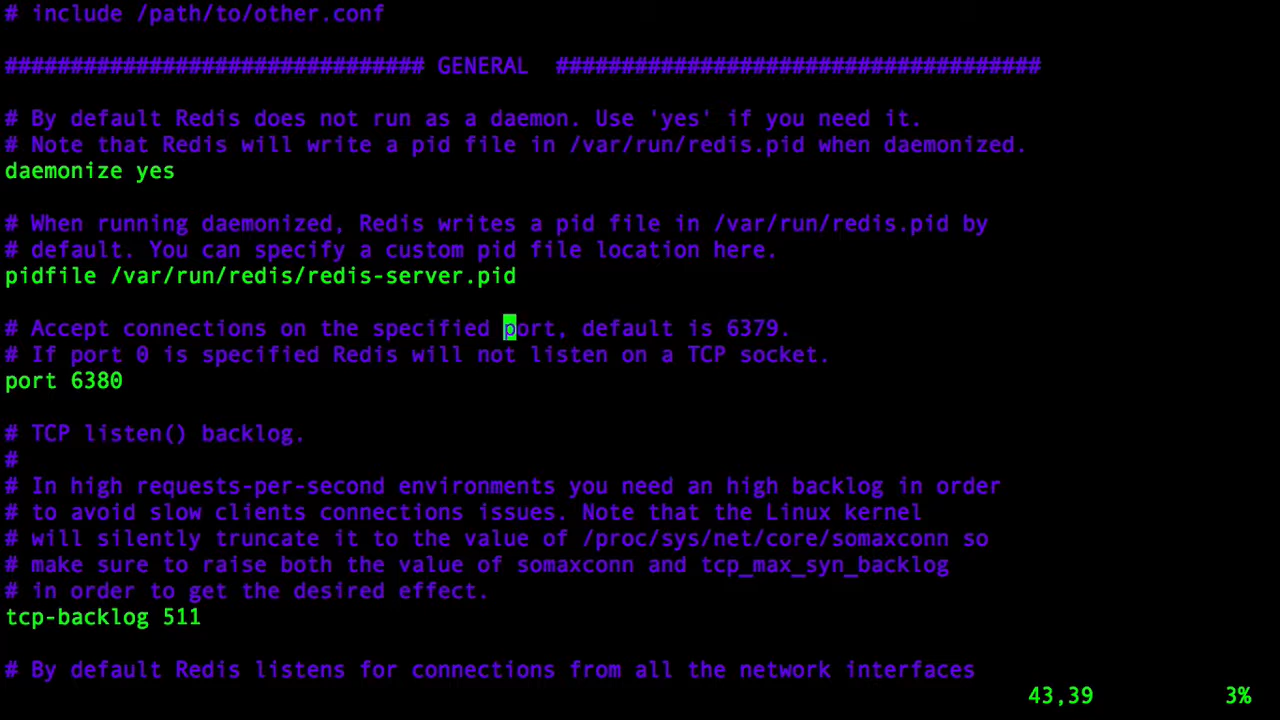 # include /path/to/other.conf
################################ GENERAL  #####################################
# By default Redis does not run as a daemon. Use 'yes' if you need it.
# Note that Redis will write a pid file in /var/run/redis.pid when daemonized.
daemonize yes
# When running daemonized, Redis writes a pid file in /var/run/redis.pid by
# default. You can specify a custom pid file location here.
pidfile /var/run/redis/redis-server.pid
# Accept connections on the specified port, default is 6379.
# If port 0 is specified Redis will not listen on a TCP socket.
port 6380
# TCP listen() backlog.
#
# In high requests-per-second environments you need an high backlog in order
# to avoid slow clients connections issues. Note that the Linux kernel
# will silently truncate it to the value of /proc/sys/net/core/somaxconn so
# make sure to raise both the value of somaxconn and tcp_max_syn_backlog
# in order to get the desired effect.
tcp-backlog 511
# By default Redis listens for connections from all the network interfaces
43,39 3%